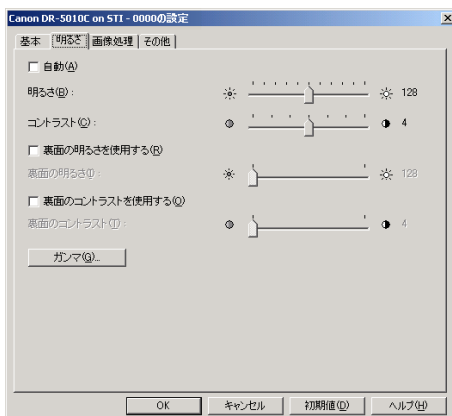 Canon DR-5010C on STI - 0000の設定
基本 明るさ 画像処理 その他
自動(A)
明るさ(B): 128
コントラスト(C): 4
裏面の明るさを使用する(R)
裏面の明るさ(I): 128
裏面のコントラストを使用する(O)
裏面のコントラスト(T): 4
ガンマ(G)...
OK キャンセル 初期値(D) ヘルプ(H)